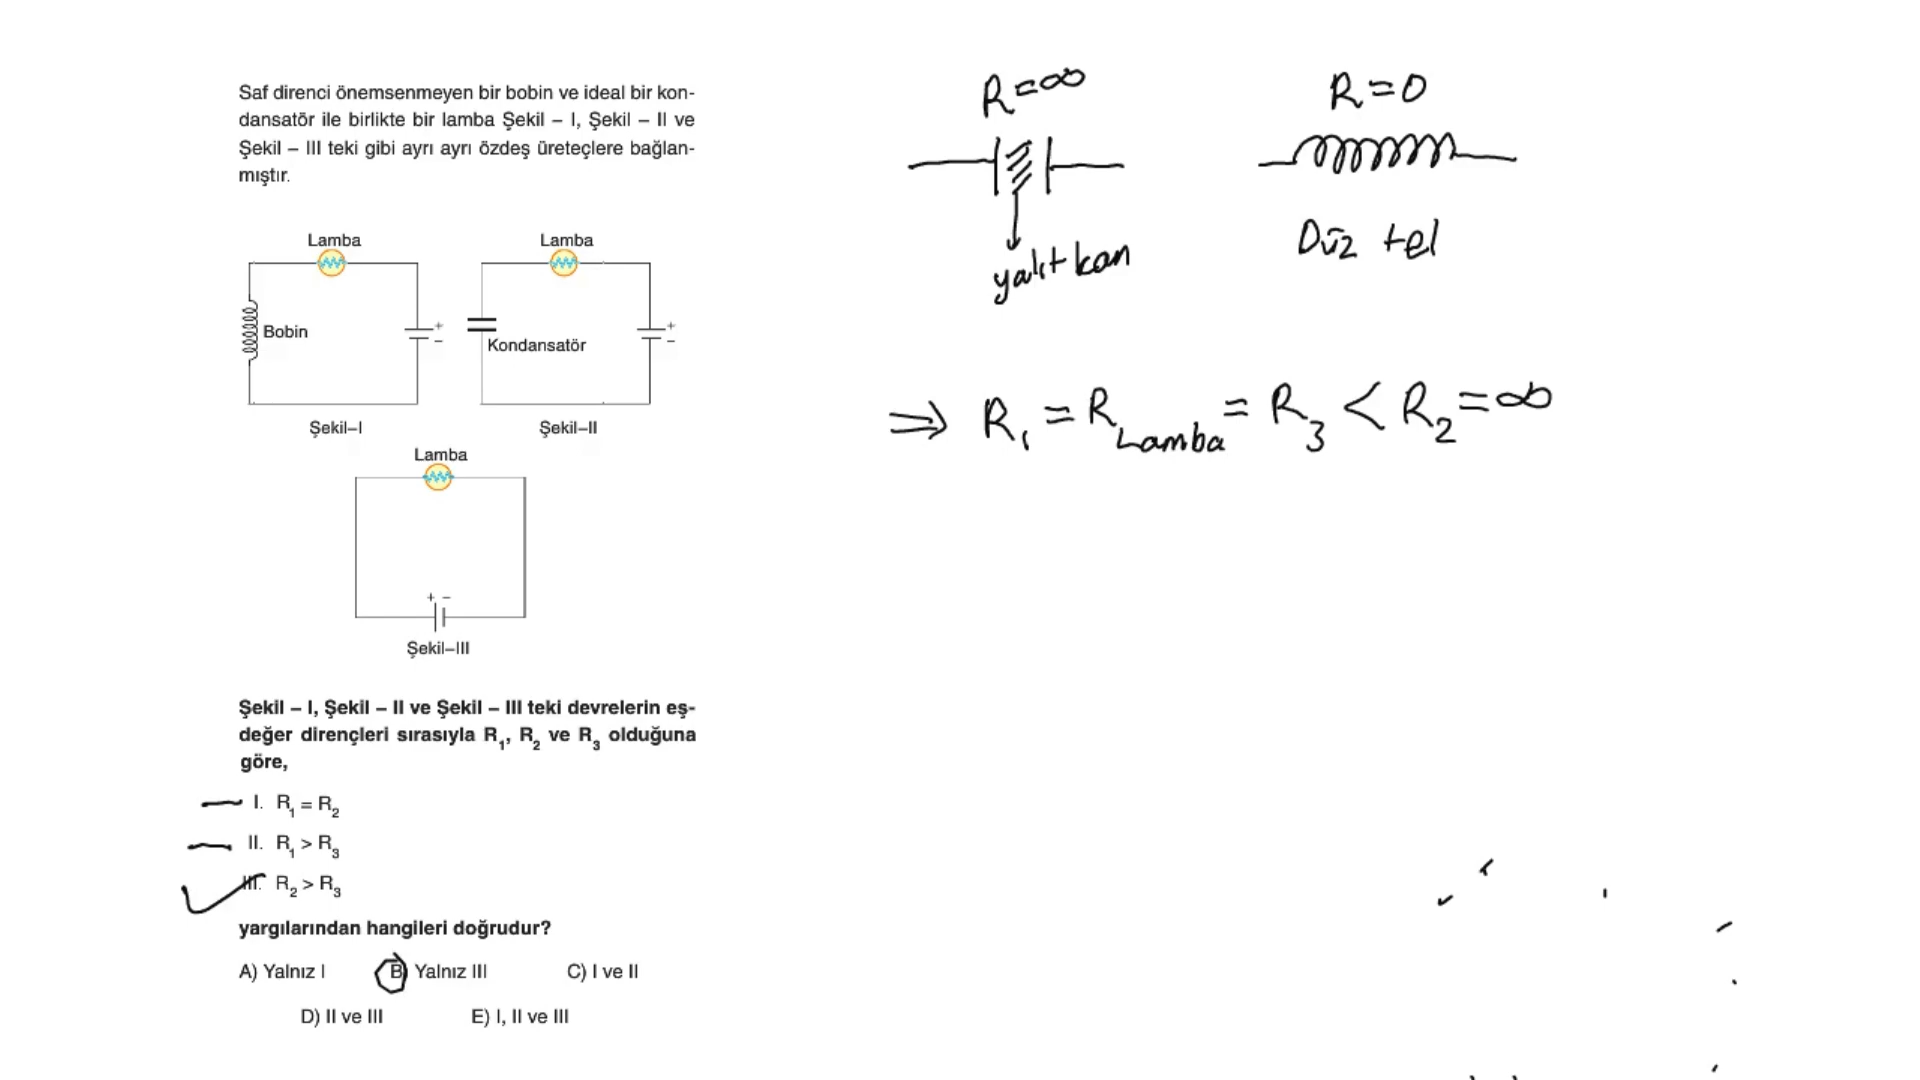 Saf direnci önemsenmeyen bir bobin ve ideal bir kon-
dansatör ile birlikte bir lamba Şekil – I, Şekil – II ve
Şekil – III teki gibi ayrı ayrı özdeş üreteçlere bağlan-
mıştır.
Lamba
Bobin
+
–
Şekil–I
Lamba
Kondansatör
+
–
Şekil–II
Lamba
+ –
Şekil–III
Şekil – I, Şekil – II ve Şekil – III teki devrelerin eş-
değer dirençleri sırasıyla R₁, R₂ ve R₃ olduğuna
göre,
I. R₁ = R₂
II. R₁ > R₃
III. R₂ > R₃
yargılarından hangileri doğrudur?
A) Yalnız I B) Yalnız III C) I ve II
D) II ve III E) I, II ve III
R=∞
yalıtkan
R=0
Düz tel
⇒ R₁ = R_Lamba = R₃ < R₂ = ∞